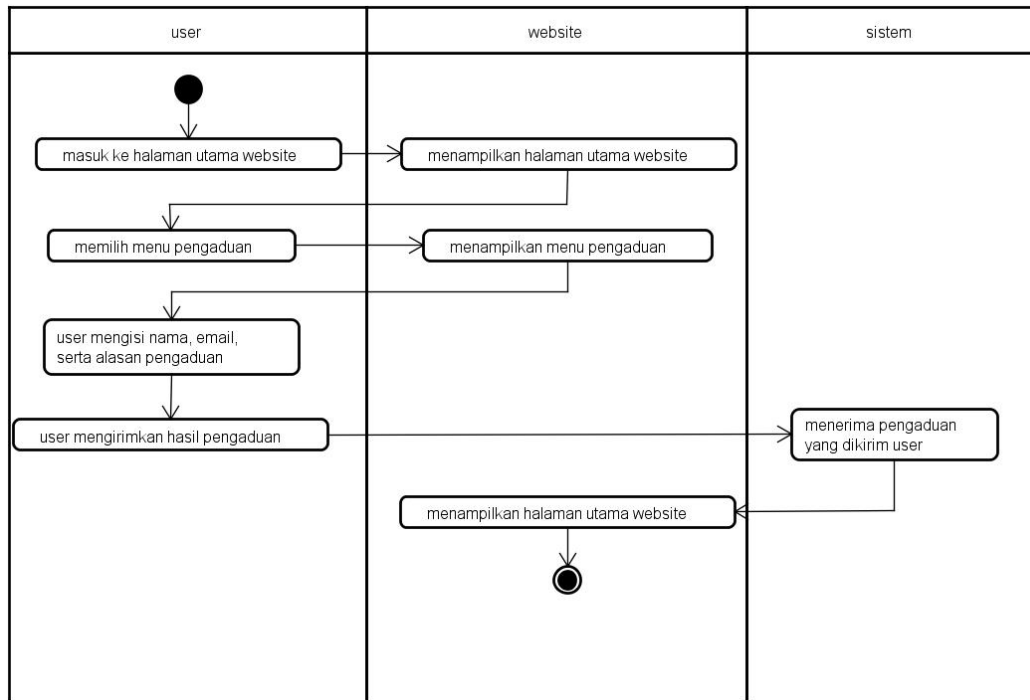 user
website
sistem
masuk ke halaman utama website
menampilkan halaman utama website
memilih menu pengaduan
menampilkan menu pengaduan
user mengisi nama, email,
serta alasan pengaduan
user mengirimkan hasil pengaduan
menerima pengaduan
yang dikirim user
menampilkan halaman utama website